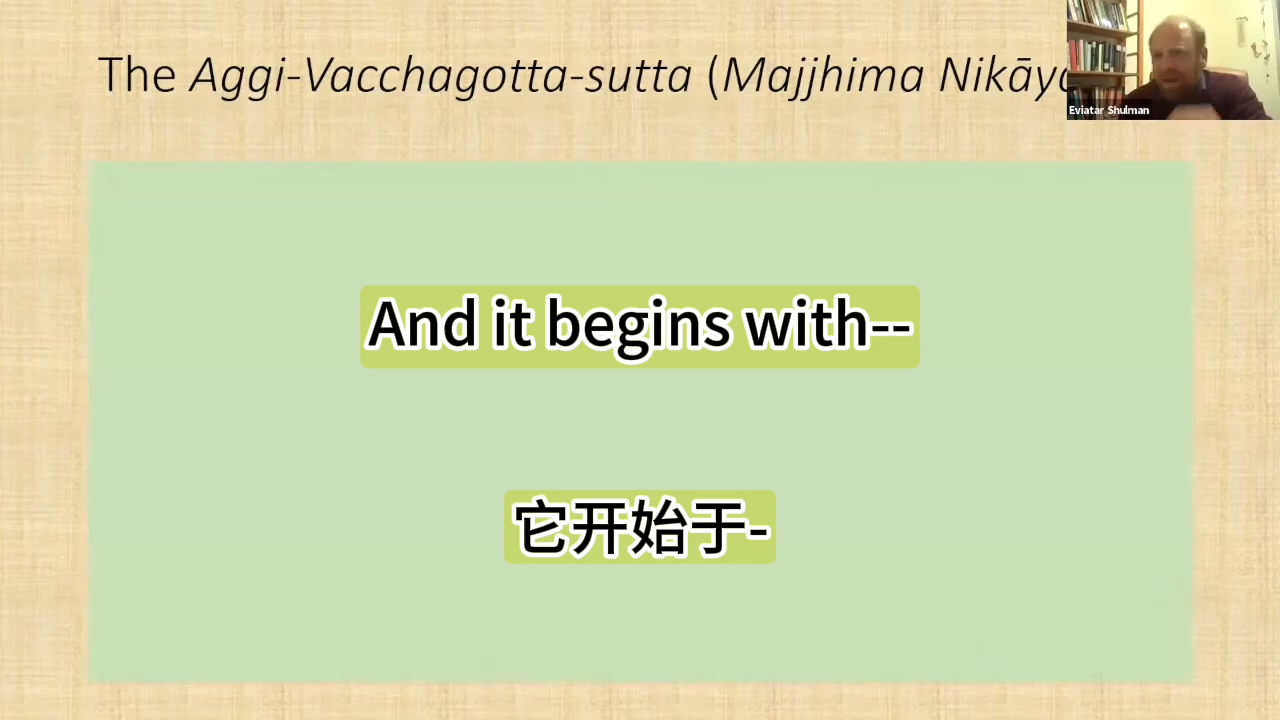 The Aggi-Vacchagotta-sutta (Majjhima Nikāya
Eviatar Shulman
And it begins with--
它开始于-